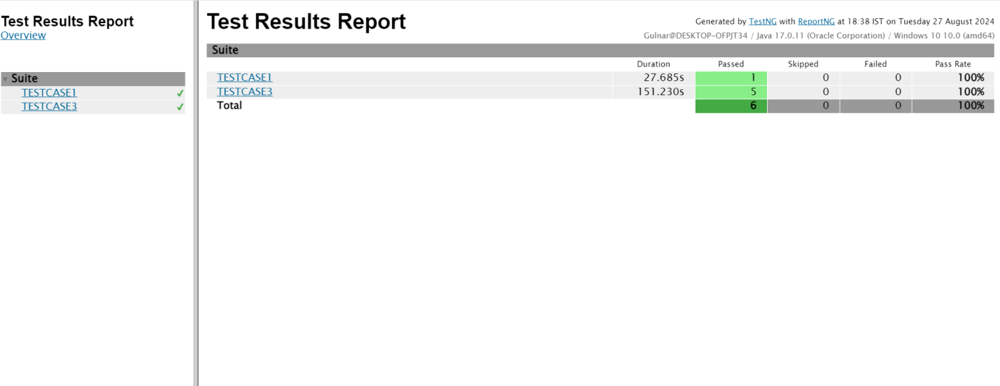 Test Results Report
Overview
Suite
TESTCASE1
TESTCASE3
Test Results Report
Generated by TestNG with ReportNG at 18:38 IST on Tuesday 27 August 2024
Gulnar@DESKTOP-OFPJT34 / Java 17.0.11 (Oracle Corporation) / Windows 10 10.0 (amd64)
Suite
Duration Passed Skipped Failed Pass Rate
TESTCASE1 27.685s 1 0 0 100%
TESTCASE3 151.230s 5 0 0 100%
Total 6 0 0 100%